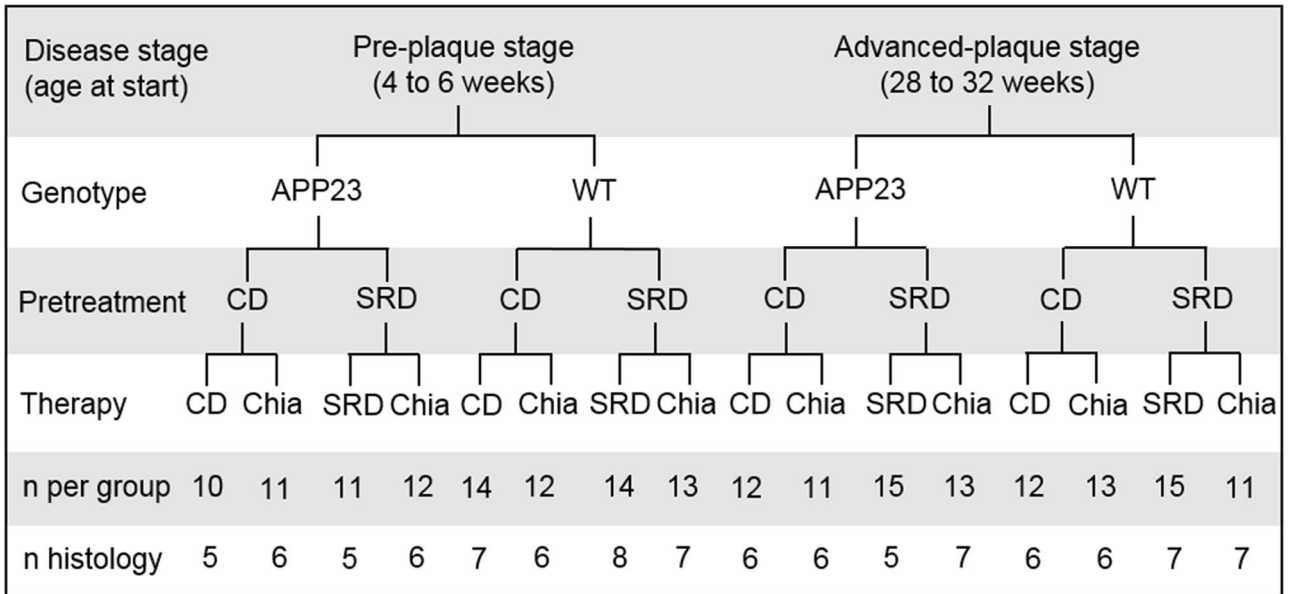 Disease stage
(age at start)
Pre-plaque stage
(4 to 6 weeks)
Advanced-plaque stage
(28 to 32 weeks)
Genotype APP23 WT APP23 WT
Pretreatment CD SRD CD SRD CD SRD CD SRD
Therapy CD Chia SRD Chia CD Chia SRD Chia CD Chia SRD Chia CD Chia SRD Chia
n per group 10 11 11 12 14 12 14 13 12 11 15 13 12 13 15 11
n histology 5 6 5 6 7 6 8 7 6 6 5 7 6 6 7 7